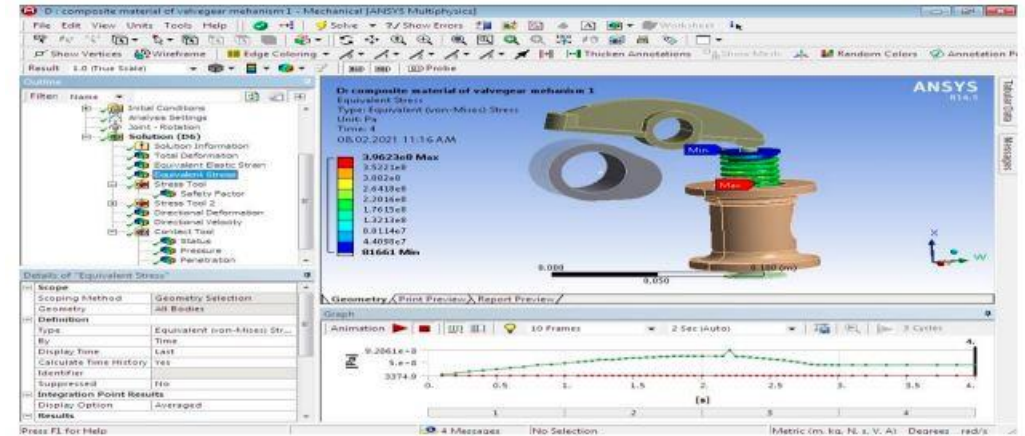 D : composite material of valvegear mehanism 1 - Mechanical [ANSYS Multiphysics]
File Edit View Units Tools Help Solve ?/ Show Errors Worksheet
Show Vertices Wireframe Edge Coloring Thicken Annotations Show Mesh Random Colors Annotation
Result 1.0 (True Scale) Probe
Outline
Filter: Name
Initial Conditions
Analysis Settings
Joint - Rotation
Solution (D6)
Solution Information
Total Deformation
Equivalent Elastic Strain
Equivalent Stress
Stress Tool
Safety Factor
Stress Tool 2
Directional Deformation
Directional Velocity
Contact Tool
Status
Pressure
Penetration
D: composite material of valvegear mehanism 1
Equivalent Stress
Type: Equivalent (von-Mises) Stress
Unit: Pa
Time: 4
08.02.2021 11:16 AM
3.9623e8 Max
3.5221e8
3.082e8
2.6418e8
2.2016e8
1.7615e8
1.3213e8
8.8114e7
4.4098e7
81661 Min
ANSYS
R14.5
Min
Max
0.000
0.100 (m)
0.050
X
W
Tabular Data
Messages
Geometry Print Preview Report Preview
Details of "Equivalent Stress"
Scope
Scoping Method Geometry Selection
Geometry All Bodies
Definition
Type Equivalent (von-Mises) Str...
By Time
Display Time Last
Calculate Time History Yes
Identifier
Suppressed No
Integration Point Results
Display Option Averaged
Results
Graph
Animation 10 Frames 2 Sec (Auto) 3 Cycles
4.
9.2061e+8
5.e+8
3374.9
[Pa]
0. 0.5 1. 1.5 2. 2.5 3. 3.5 4.
[s]
1 2 3 4
Press F1 for Help 4 Messages No Selection Metric (m, kg, N, s, V, A) Degrees rad/s